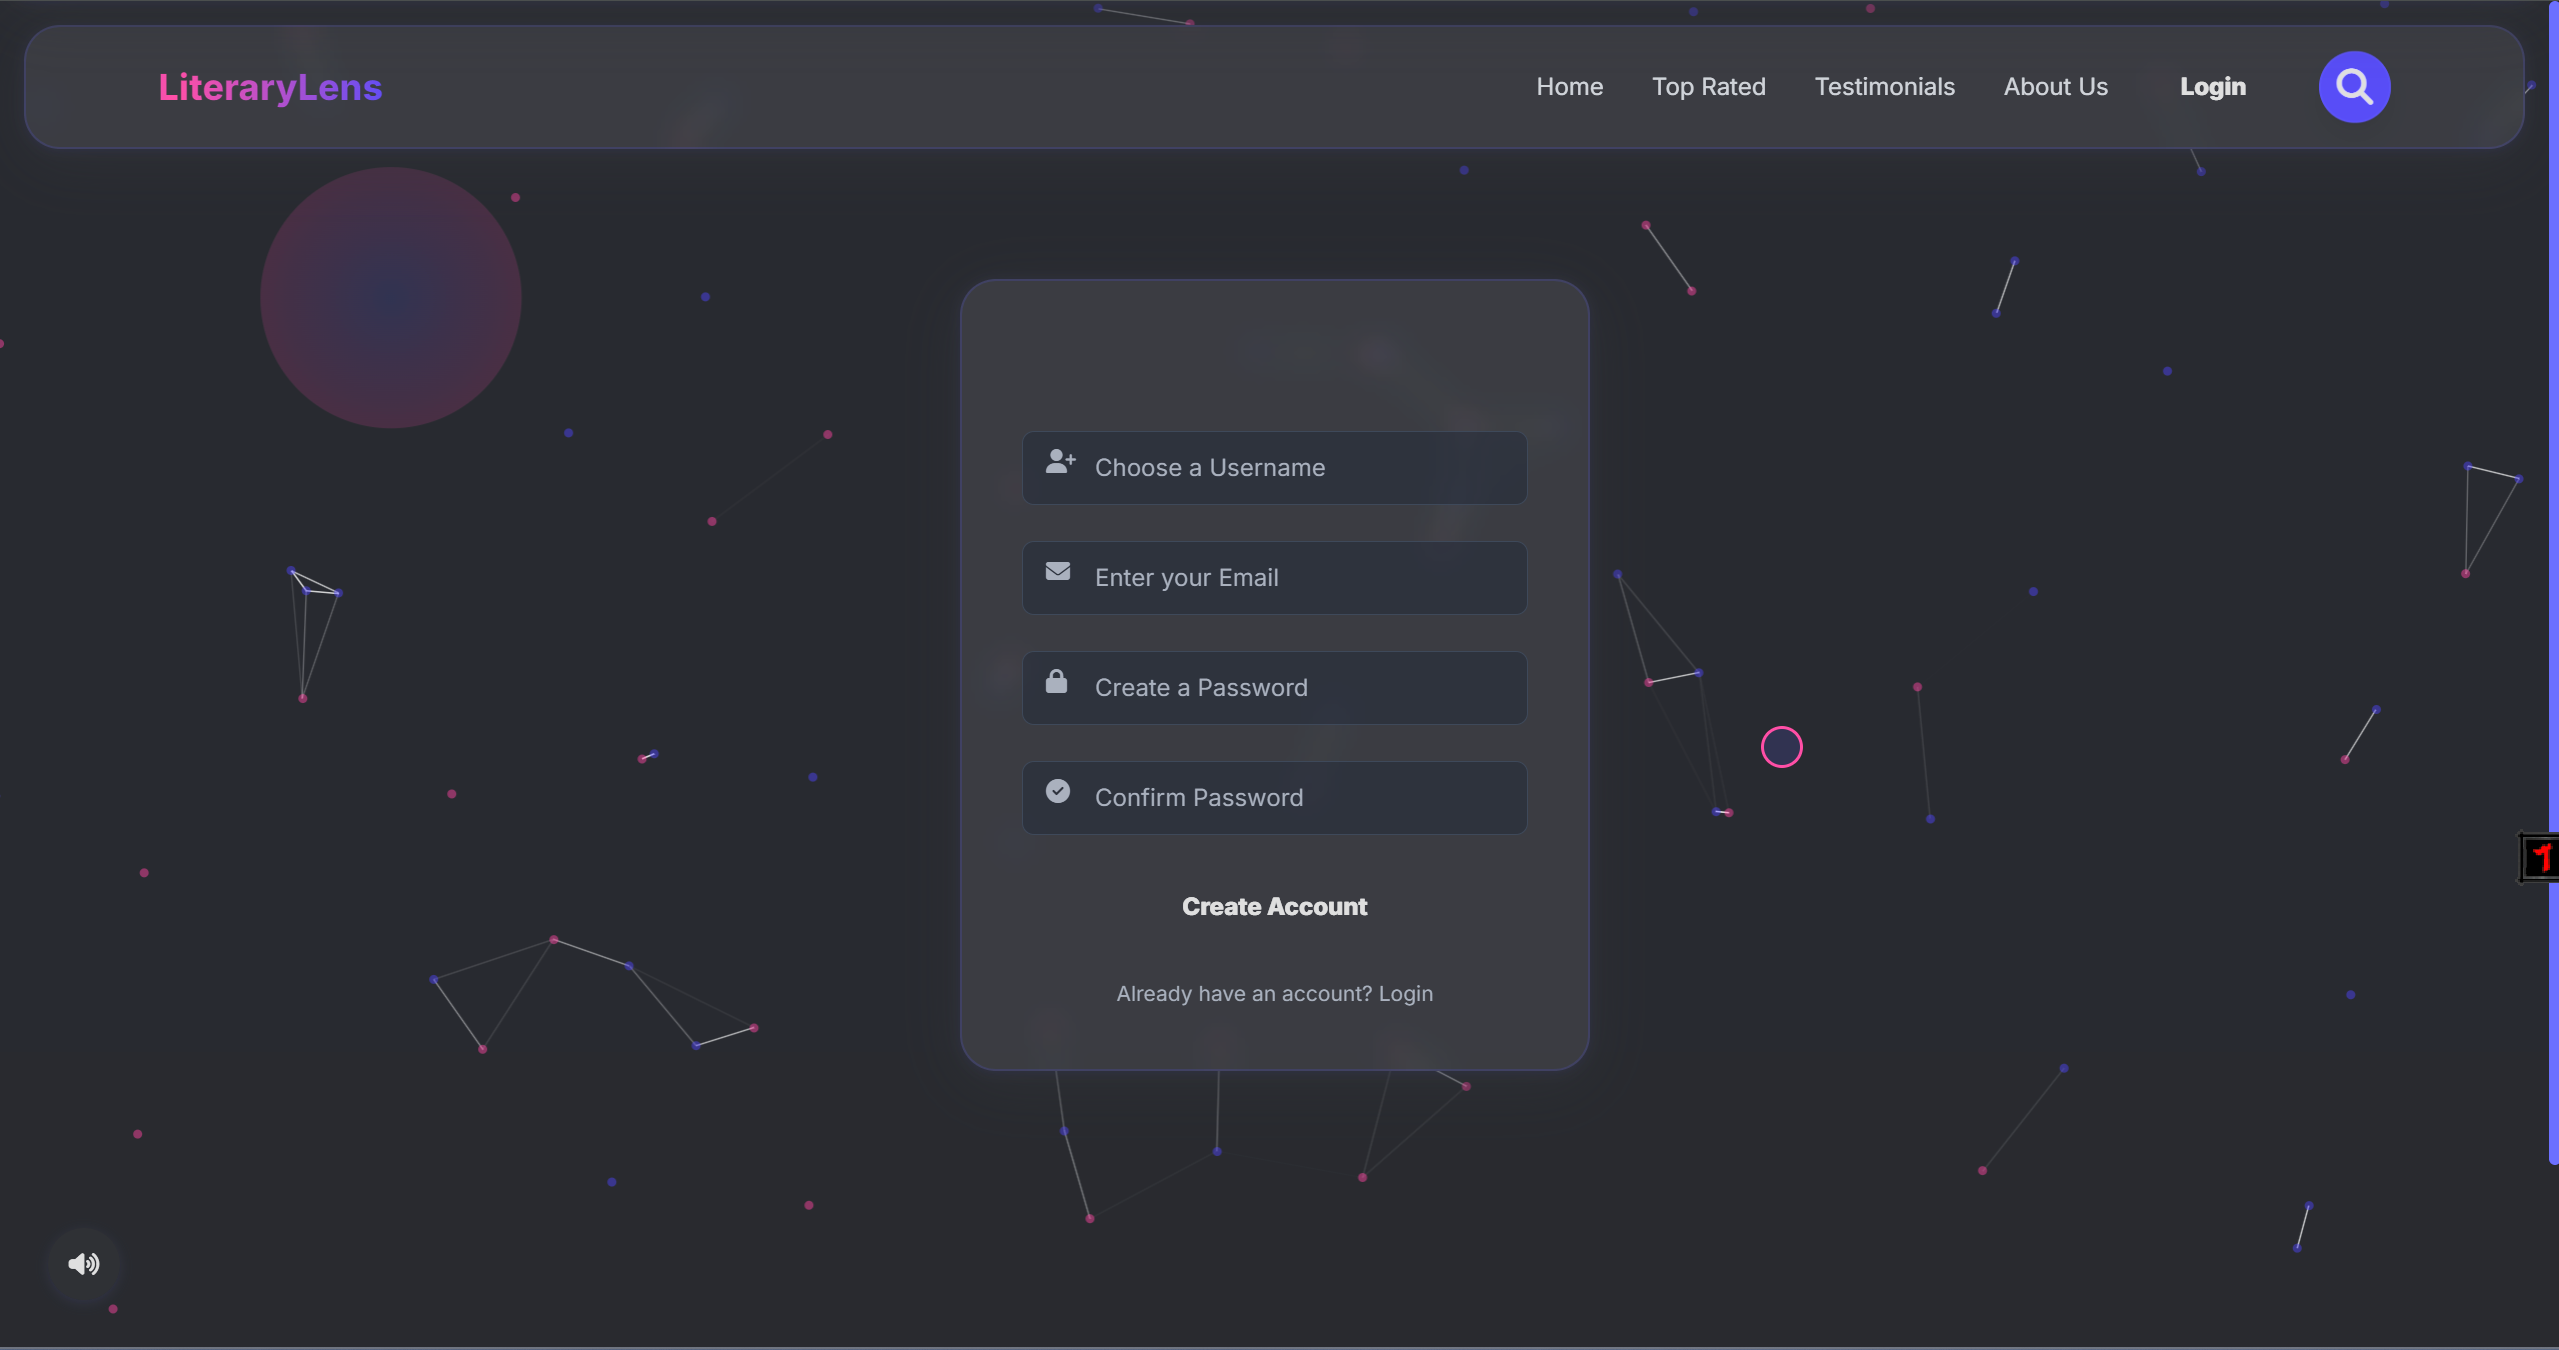 LiteraryLens
Home
Top Rated
Testimonials
About Us
Login
Choose a Username
Enter your Email
Create a Password
Confirm Password
Create Account
Already have an account? Login